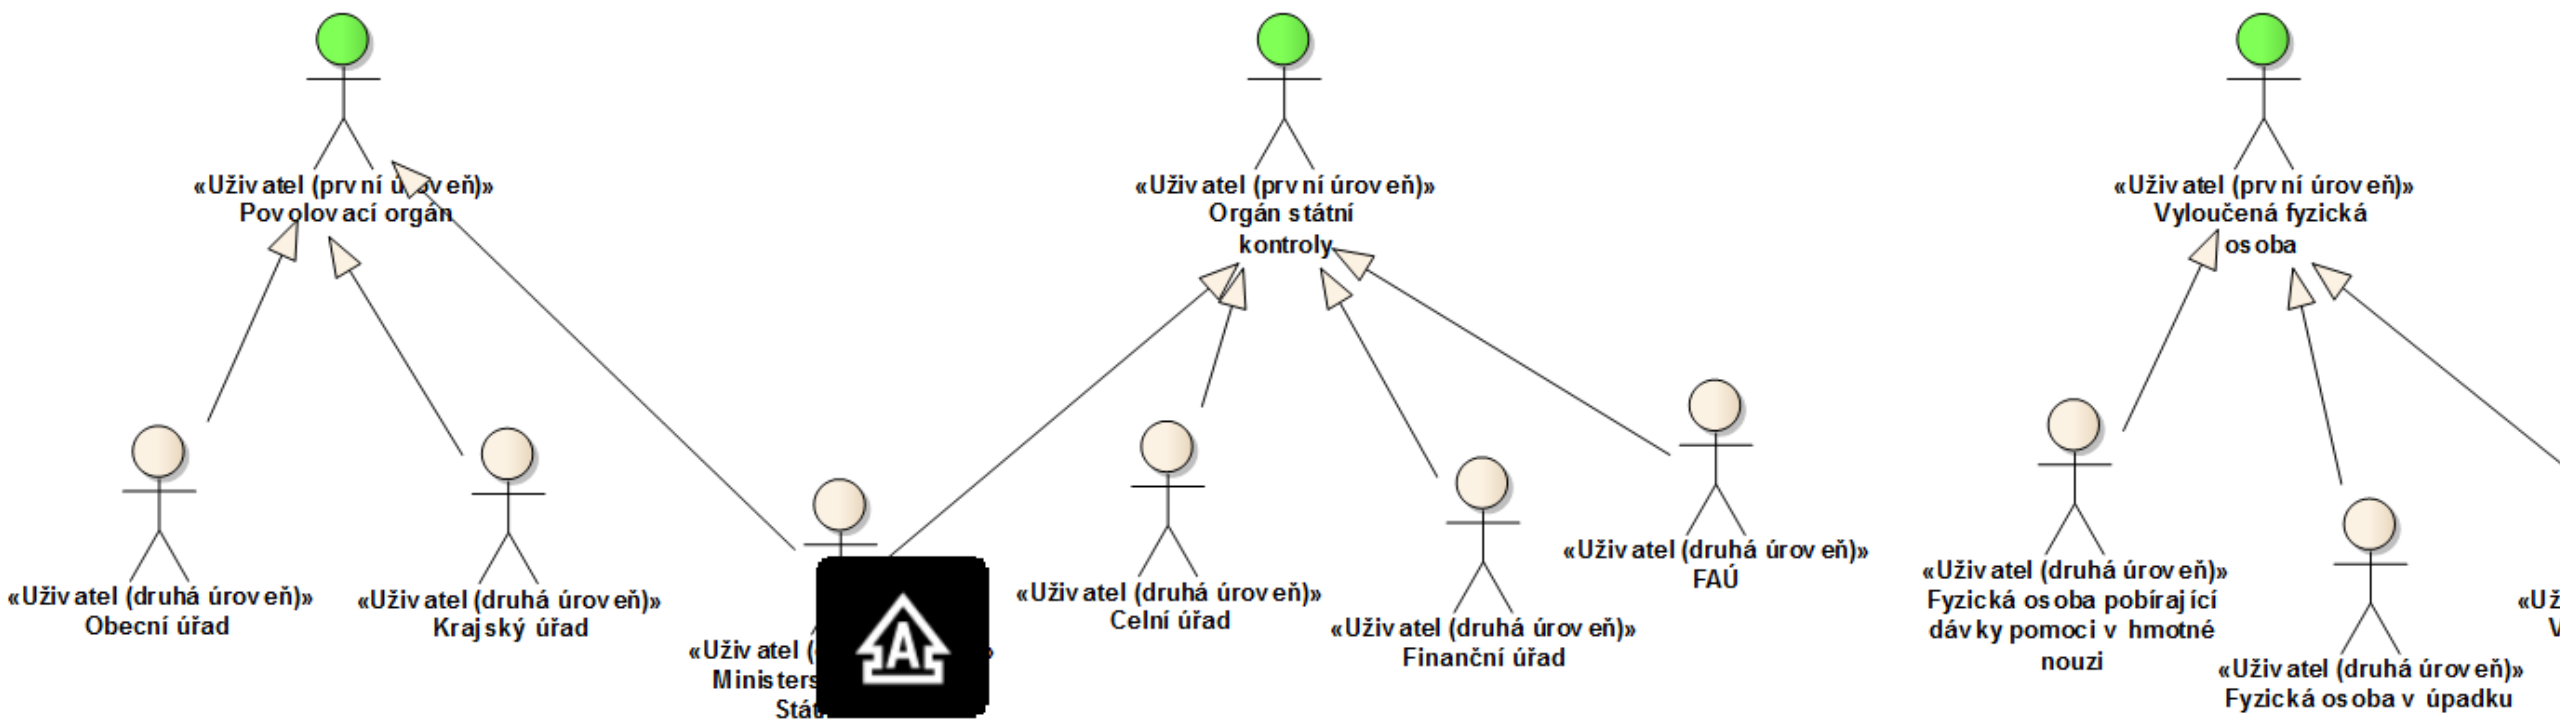 «Uživatel (první úroveň)»
Povolovací orgán
«Uživatel (první úroveň)»
Orgán státní
kontroly
«Uživatel (první úroveň)»
Vyloučená fyzická
osoba
«Uživatel (druhá úroveň)»
Obecní úřad
«Uživatel (druhá úroveň)»
Krajský úřad
«Uživatel
«Uživatel (druhá úroveň)»
Celní úřad
«Uživatel (druhá úroveň)»
Finanční úřad
«Uživatel (druhá úroveň)»
FAÚ
«Uživatel (druhá úroveň)»
Fyzická osoba pobírající
dávky pomoci v hmotné
nouzi
«Uživatel (druhá úroveň)»
Fyzická osoba v úpadku
A